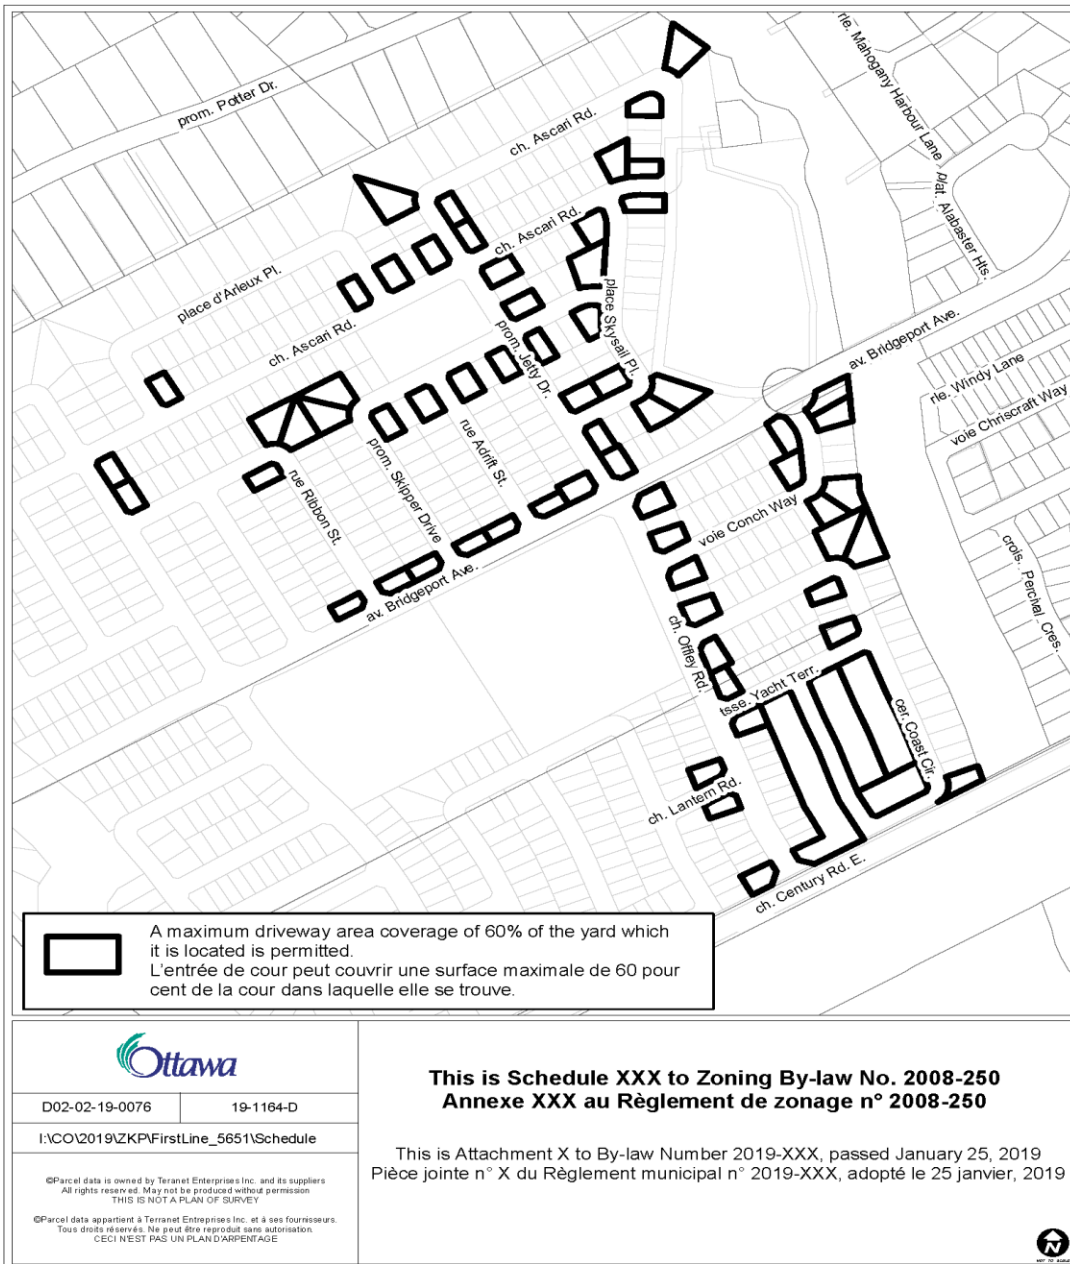 prom. Potter Dr.
ch. Ascari Rd.
rle. Mahogany Harbour Lane
plat. Alabaster Hts.
ch. Ascari Rd.
place d'Arleux Pl.
place Skysail Pl.
ch. Ascari Rd.
prom. Jetty Dr.
av. Bridgeport Ave.
rle. Windy Lane
voie Chriscraft Way
rue Adrift St.
prom. Skipper Drive
rue Ribbon St.
voie Conch Way
crois. Percival Cres.
av. Bridgeport Ave.
ch. Offley Rd.
tsse. Yacht Terr.
cer. Coast Cir.
ch. Lantern Rd.
ch. Century Rd. E.
A maximum driveway area coverage of 60% of the yard which
it is located is permitted.
L'entrée de cour peut couvrir une surface maximale de 60 pour
cent de la cour dans laquelle elle se trouve.
Ottawa
D02-02-19-0076
19-1164-D
I:\CO\2019\ZKP\FirstLine_5651\Schedule
©Parcel data is owned by Teranet Enterprises Inc. and its suppliers
All rights reserved. May not be produced without permission
THIS IS NOT A PLAN OF SURVEY
©Parcel data appartient à Terranet Entreprises Inc. et à ses fournisseurs.
Tous droits réservés. Ne peut être reproduit sans autorisation.
CECI N'EST PAS UN PLAN D'ARPENTAGE
This is Schedule XXX to Zoning By-law No. 2008-250
Annexe XXX au Règlement de zonage n° 2008-250
This is Attachment X to By-law Number 2019-XXX, passed January 25, 2019
Pièce jointe n° X du Règlement municipal n° 2019-XXX, adopté le 25 janvier, 2019
N
NOT TO SCALE